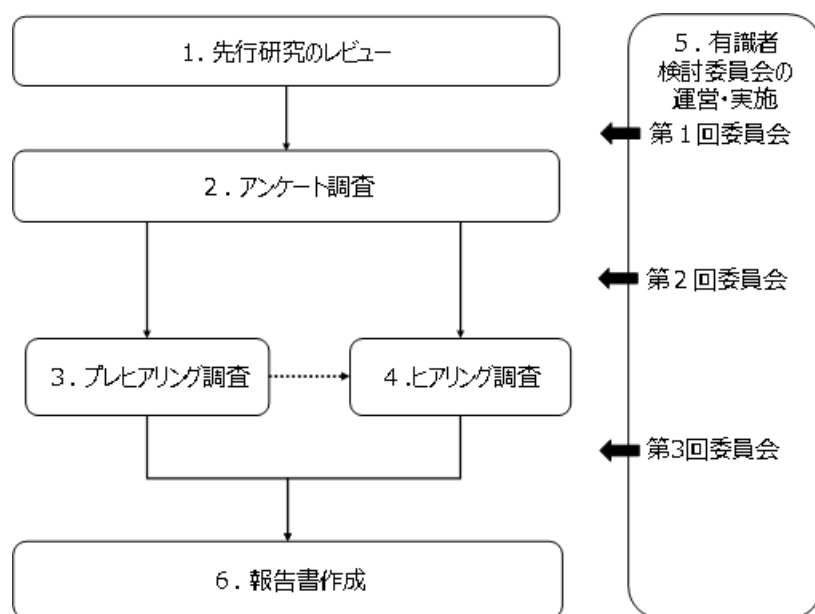 1．先行研究のレビュー
2．アンケート調査
3．プレヒアリング調査
4.ヒアリング調査
6．報告書作成
5．有識者
検討委員会の
運営・実施
第1回委員会
第2回委員会
第3回委員会